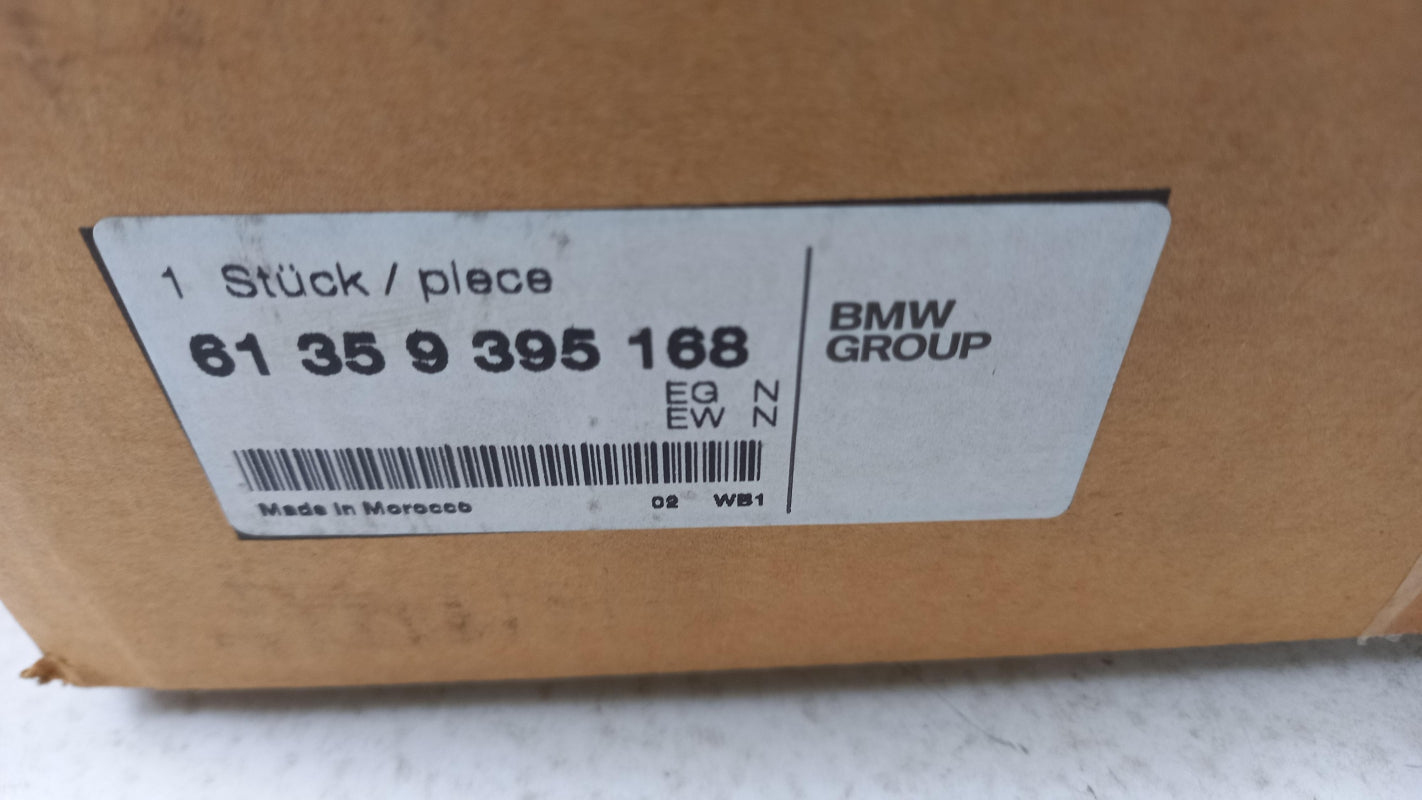 1 Stück / piece
61 35 9 395 168
EG N
EW N
Made in Morocco 02 WB1
BMW
GROUP